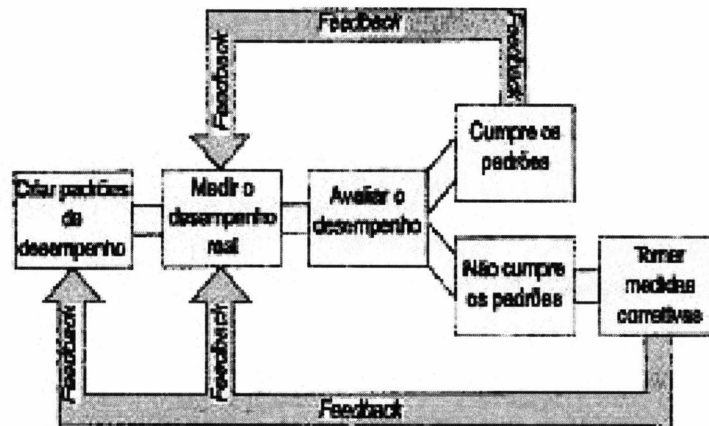 Feedback
Feedback
Feedback
Criar padrões
de
desempenho
Medir o
desempenho
real
Avaliar o
desempenho
Cumpre os
padrões
Não cumpre
os padrões
Tomar
medidas
corretivas
Feedback
Feedback
Feedback